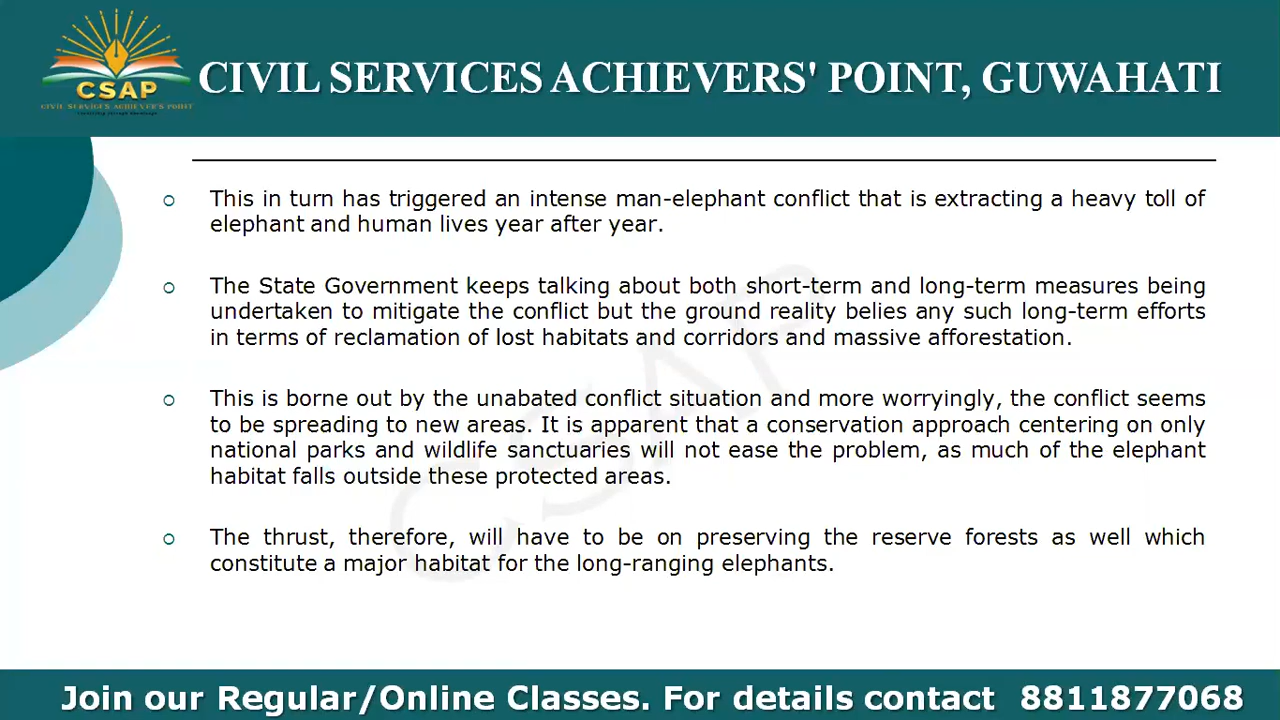 CSAP
CIVIL SERVICES ACHIEVER'S POINT
CIVIL SERVICES ACHIEVERS' POINT, GUWAHATI
This in turn has triggered an intense man-elephant conflict that is extracting a heavy toll of
elephant and human lives year after year.
The State Government keeps talking about both short-term and long-term measures being
undertaken to mitigate the conflict but the ground reality belies any such long-term efforts
in terms of reclamation of lost habitats and corridors and massive afforestation.
This is borne out by the unabated conflict situation and more worryingly, the conflict seems
to be spreading to new areas. It is apparent that a conservation approach centering on only
national parks and wildlife sanctuaries will not ease the problem, as much of the elephant
habitat falls outside these protected areas.
The thrust, therefore, will have to be on preserving the reserve forests as well which
constitute a major habitat for the long-ranging elephants.
CSAP
Join our Regular/Online Classes. For details contact 8811877068